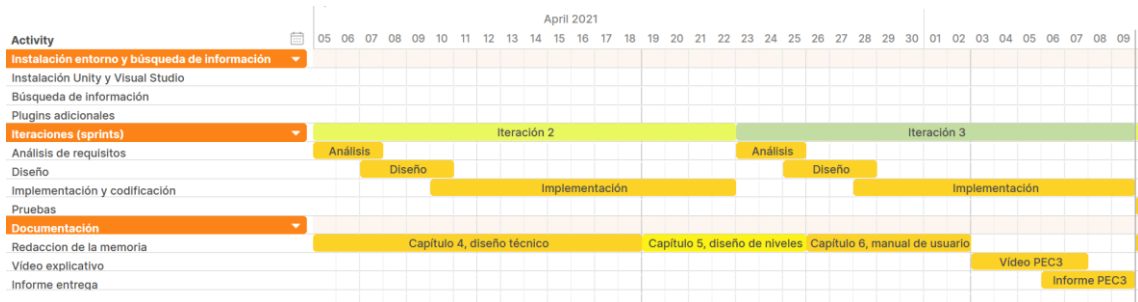 April 2021
Activity 05 06 07 08 09 10 11 12 13 14 15 16 17 18 19 20 21 22 23 24 25 26 27 28 29 30 01 02 03 04 05 06 07 08 09
Instalación entorno y búsqueda de información
Instalación Unity y Visual Studio
Búsqueda de información
Plugins adicionales
Iteraciones (sprints) Iteración 2 Iteración 3
Análisis de requisitos Análisis Análisis
Diseño Diseño Diseño
Implementación y codificación Implementación Implementación
Pruebas
Documentación
Redaccion de la memoria Capítulo 4, diseño técnico Capítulo 5, diseño de niveles Capítulo 6, manual de usuario
Vídeo explicativo Vídeo PEC3
Informe entrega Informe PEC3